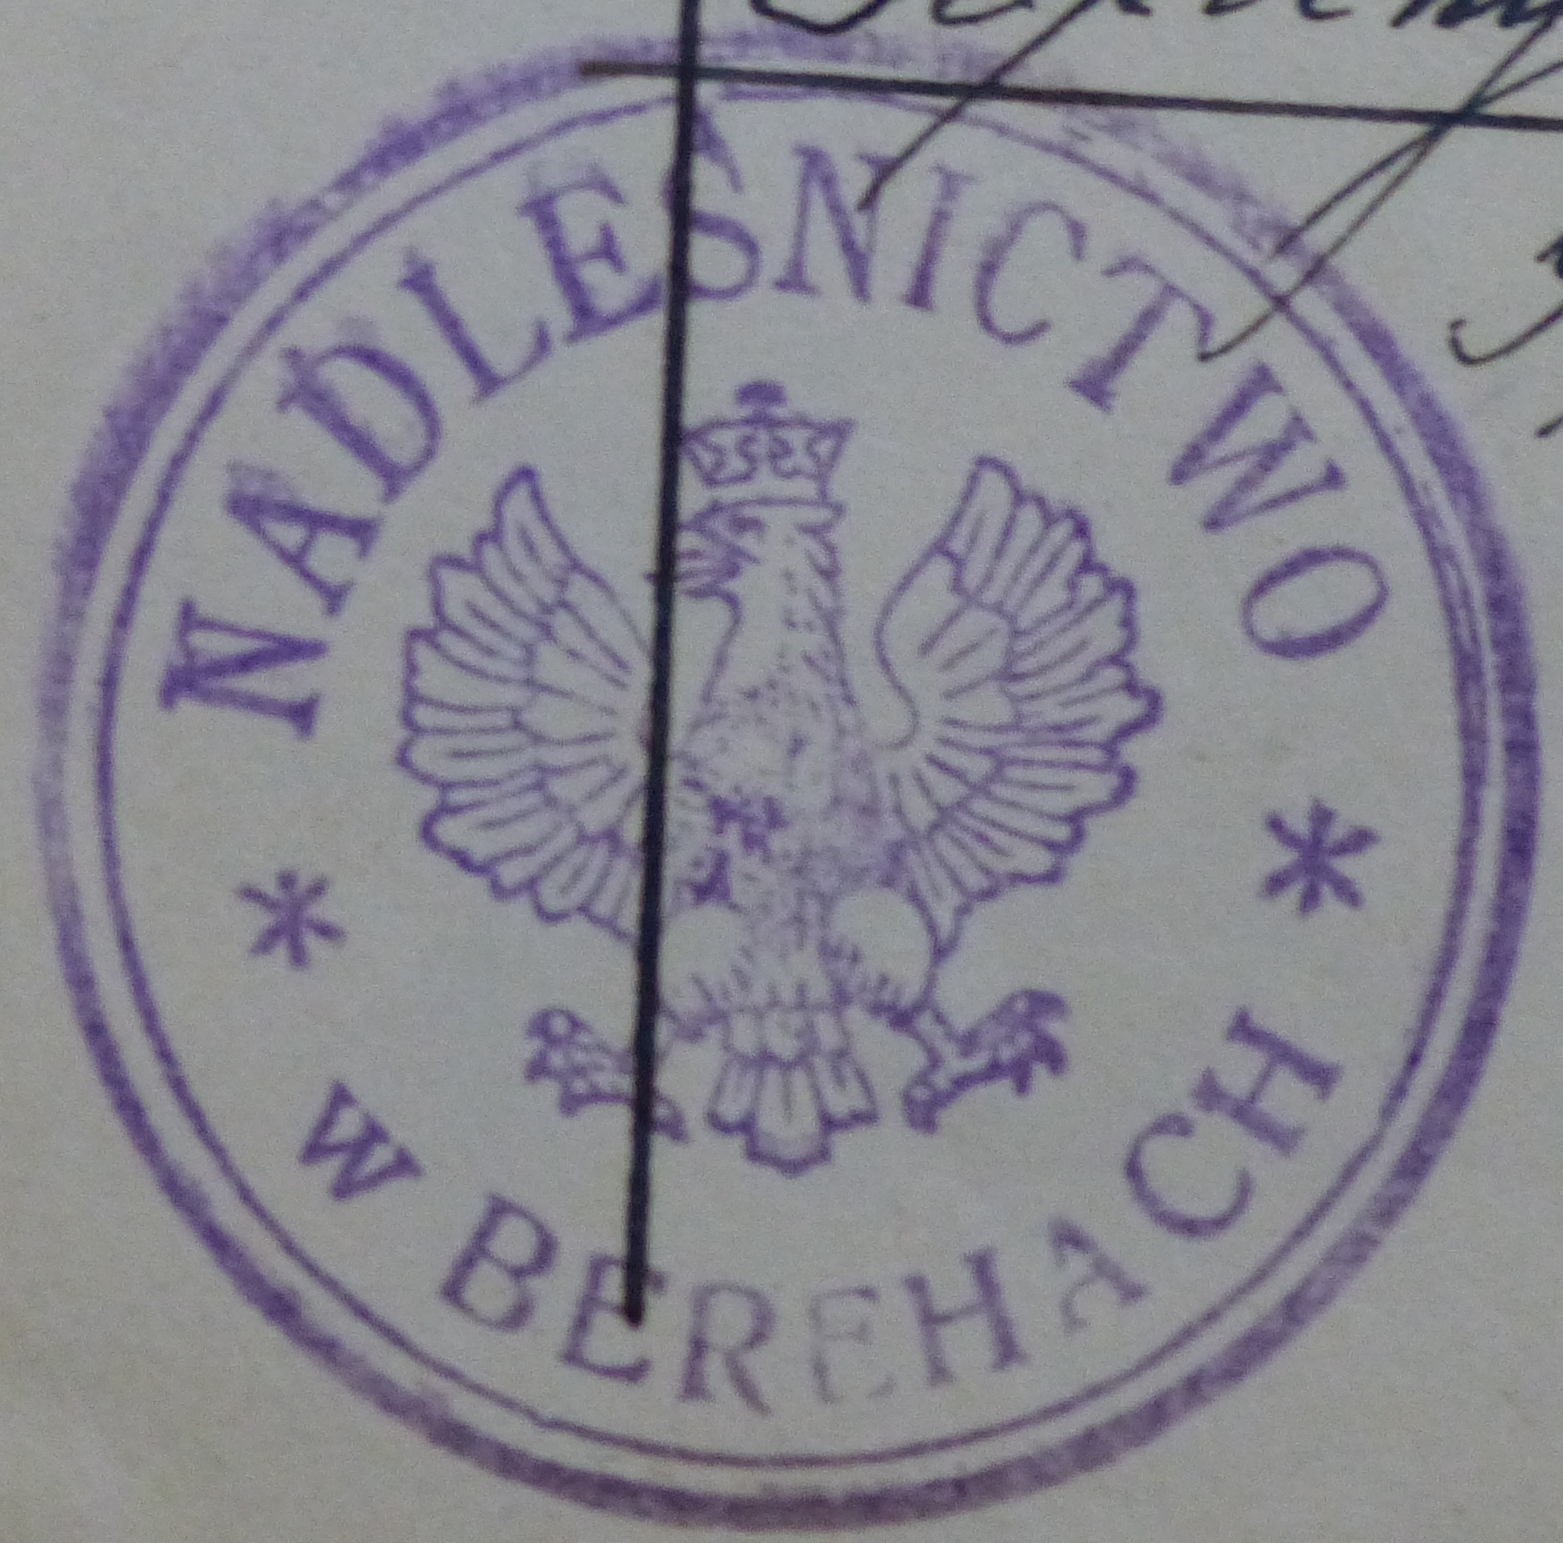 NADLEŚNICTWO
* W BEREHACH *